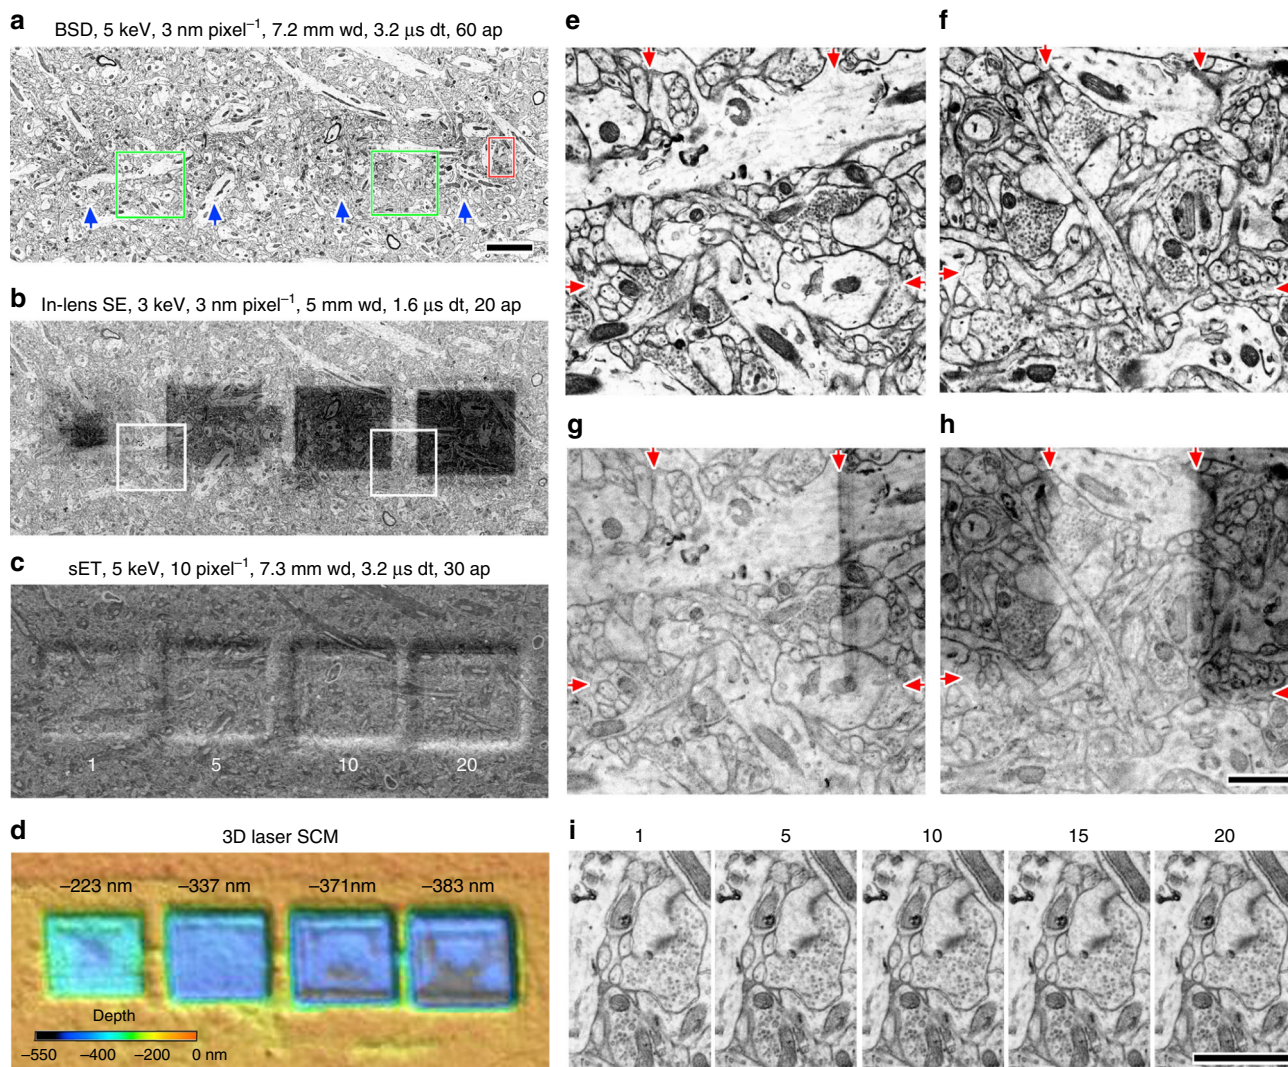 a
BSD, 5 keV, 3 nm pixel⁻¹, 7.2 mm wd, 3.2 μs dt, 60 ap
b
In-lens SE, 3 keV, 3 nm pixel⁻¹, 5 mm wd, 1.6 μs dt, 20 ap
c
sET, 5 keV, 10 pixel⁻¹, 7.3 mm wd, 3.2 μs dt, 30 ap
1 5 10 20
d
3D laser SCM
–223 nm –337 nm –371nm –383 nm
Depth
–550 –400 –200 0 nm
e
f
g
h
i
1 5 10 15 20